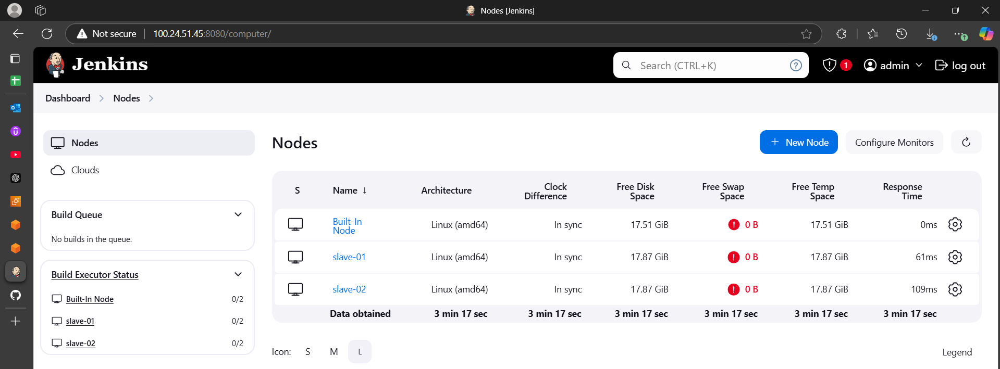 Nodes [Jenkins]
Not secure
100.24.51.45:8080/computer/
Jenkins
Search (CTRL+K)
1
admin
log out
Dashboard
Nodes
Nodes
Clouds
Build Queue
No builds in the queue.
Build Executor Status
Built-In Node 0/2
slave-01 0/2
slave-02 0/2
Nodes
+ New Node
Configure Monitors
S Name ↓ Architecture Clock Difference Free Disk Space Free Swap Space Free Temp Space Response Time
Built-In Node Linux (amd64) In sync 17.51 GiB 0 B 17.51 GiB 0ms
slave-01 Linux (amd64) In sync 17.87 GiB 0 B 17.87 GiB 61ms
slave-02 Linux (amd64) In sync 17.87 GiB 0 B 17.87 GiB 109ms
Data obtained 3 min 17 sec 3 min 17 sec 3 min 17 sec 3 min 17 sec 3 min 17 sec 3 min 17 sec
Icon: S M L
Legend